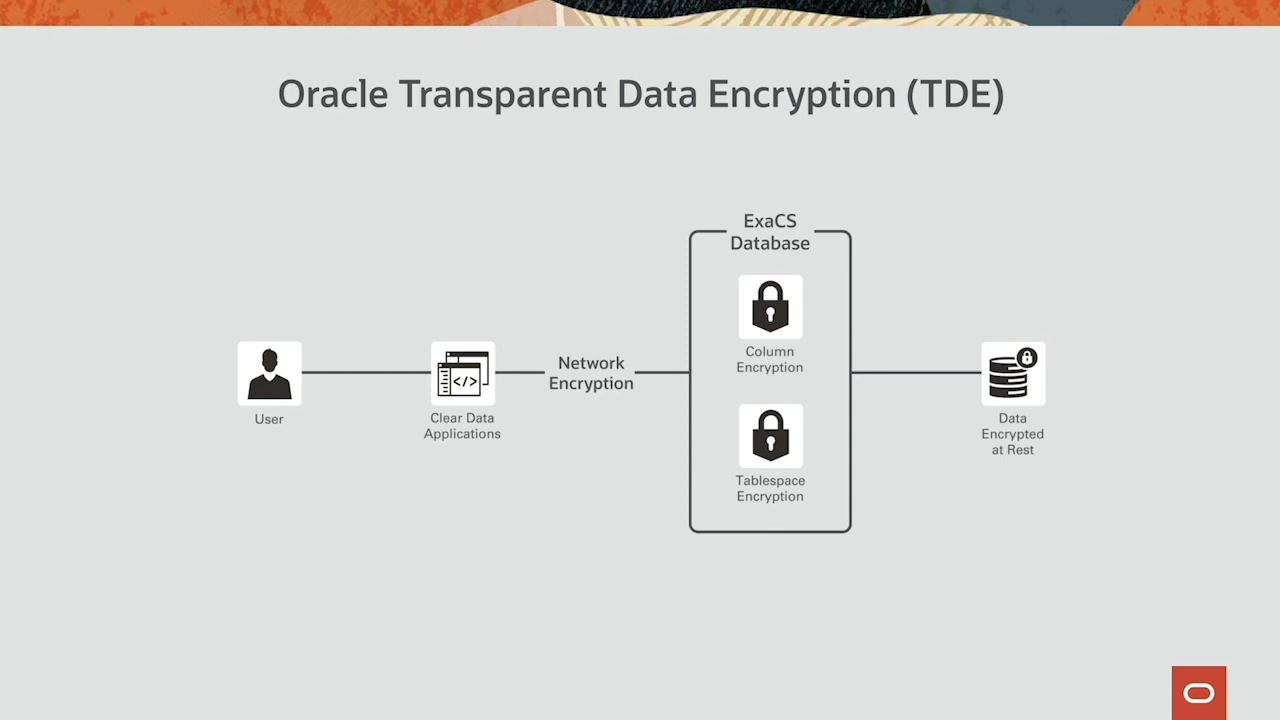 Oracle Transparent Data Encryption (TDE)
ExaCS
Database
Column
Encryption
Network
Encryption
User
Clear Data
Applications
</>
Data
Encrypted
at Rest
Tablespace
Encryption